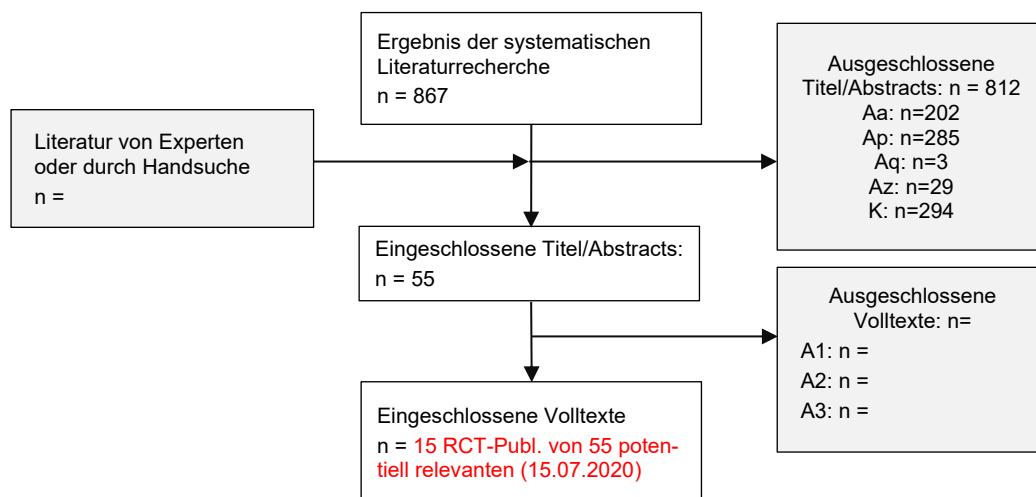 Ergebnis der systematischen
Literaturrecherche
n = 867
Ausgeschlossene
Titel/Abstracts: n = 812
Aa: n=202
Ap: n=285
Aq: n=3
Az: n=29
K: n=294
Literatur von Experten
oder durch Handsuche
n =
Eingeschlossene Titel/Abstracts:
n = 55
Ausgeschlossene
Volltexte: n=
A1: n =
A2: n =
A3: n =
Eingeschlossene Volltexte
n = 15 RCT-Publ. von 55 poten-
tiell relevanten (15.07.2020)